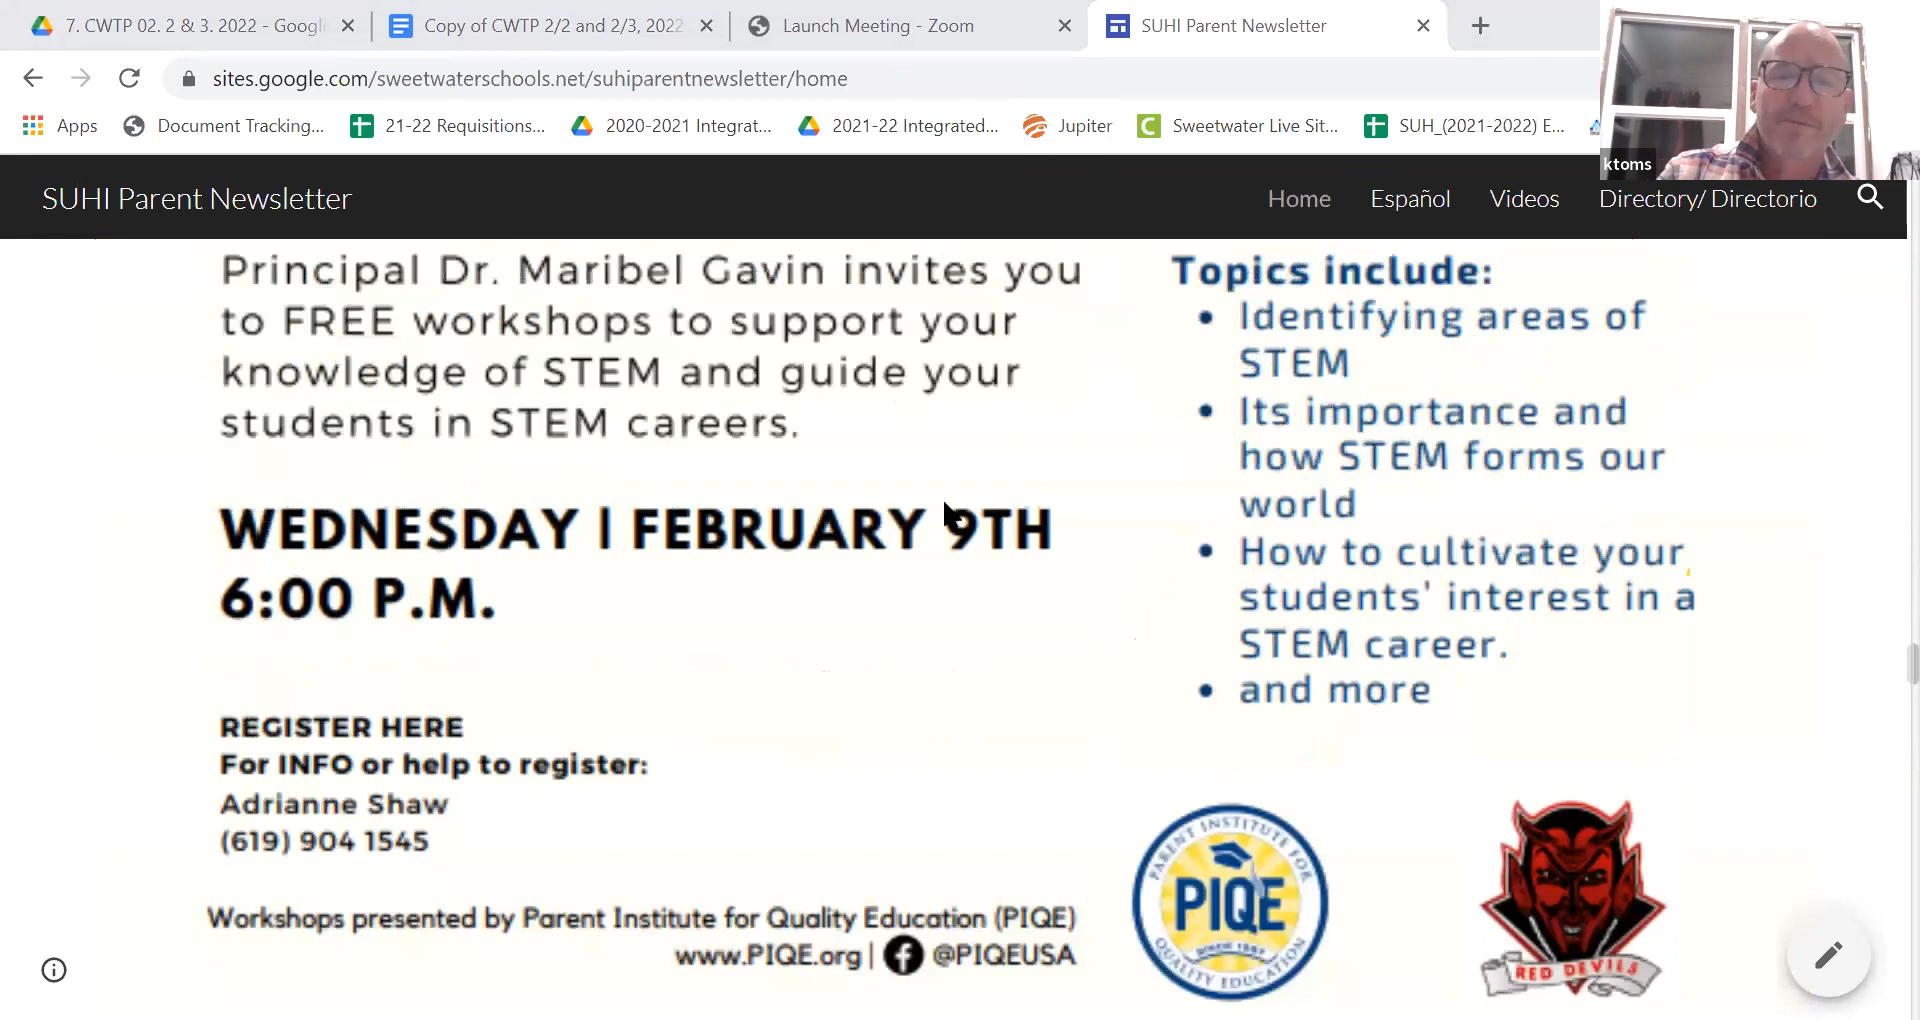 7. CWTP 02. 2 & 3. 2022 - Googl
Copy of CWTP 2/2 and 2/3, 2022
Launch Meeting - Zoom
SUHI Parent Newsletter
sites.google.com/sweetwaterschools.net/suhiparentnewsletter/home
Apps
Document Tracking...
21-22 Requisitions...
2020-2021 Integrat...
2021-22 Integrated...
Jupiter
Sweetwater Live Sit...
SUH_(2021-2022) E...
ktoms
SUHI Parent Newsletter
Home
Español
Videos
Directory/ Directorio
Principal Dr. Maribel Gavin invites you
to FREE workshops to support your
knowledge of STEM and guide your
students in STEM careers.
WEDNESDAY | FEBRUARY 9TH
6:00 P.M.
REGISTER HERE
For INFO or help to register:
Adrianne Shaw
(619) 904 1545
Workshops presented by Parent Institute for Quality Education (PIQE)
www.PIQE.org | @PIQEUSA
Topics include:
• Identifying areas of
STEM
• Its importance and
how STEM forms our
world
• How to cultivate your
students' interest in a
STEM career.
• and more
PARENT INSTITUTE FOR
PIQE
SINCE 1987
QUALITY EDUCATION
RED DEVILS